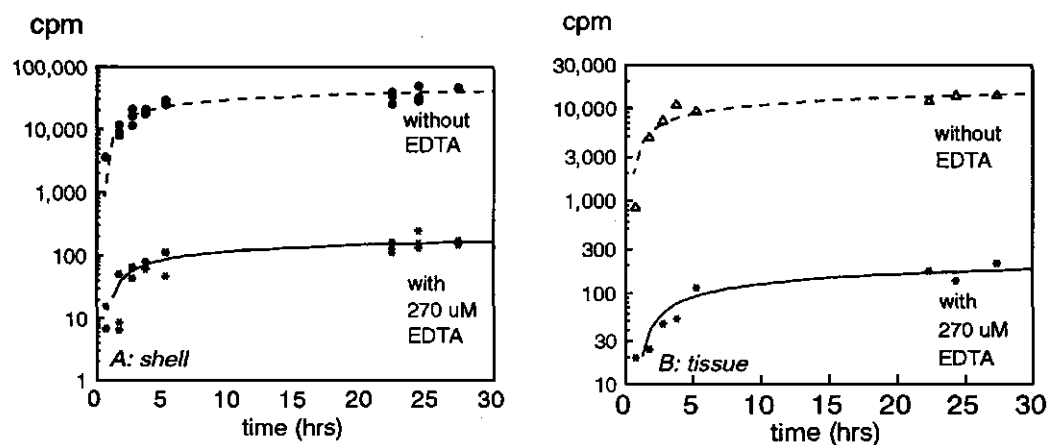 cpm
100,000
10,000
1,000
100
10
1
0 5 10 15 20 25 30
time (hrs)
without
EDTA
with
270 uM
EDTA
A: shell
cpm
30,000
10,000
3,000
1,000
300
100
30
10
0 5 10 15 20 25 30
time (hrs)
without
EDTA
with
270 uM
EDTA
B: tissue